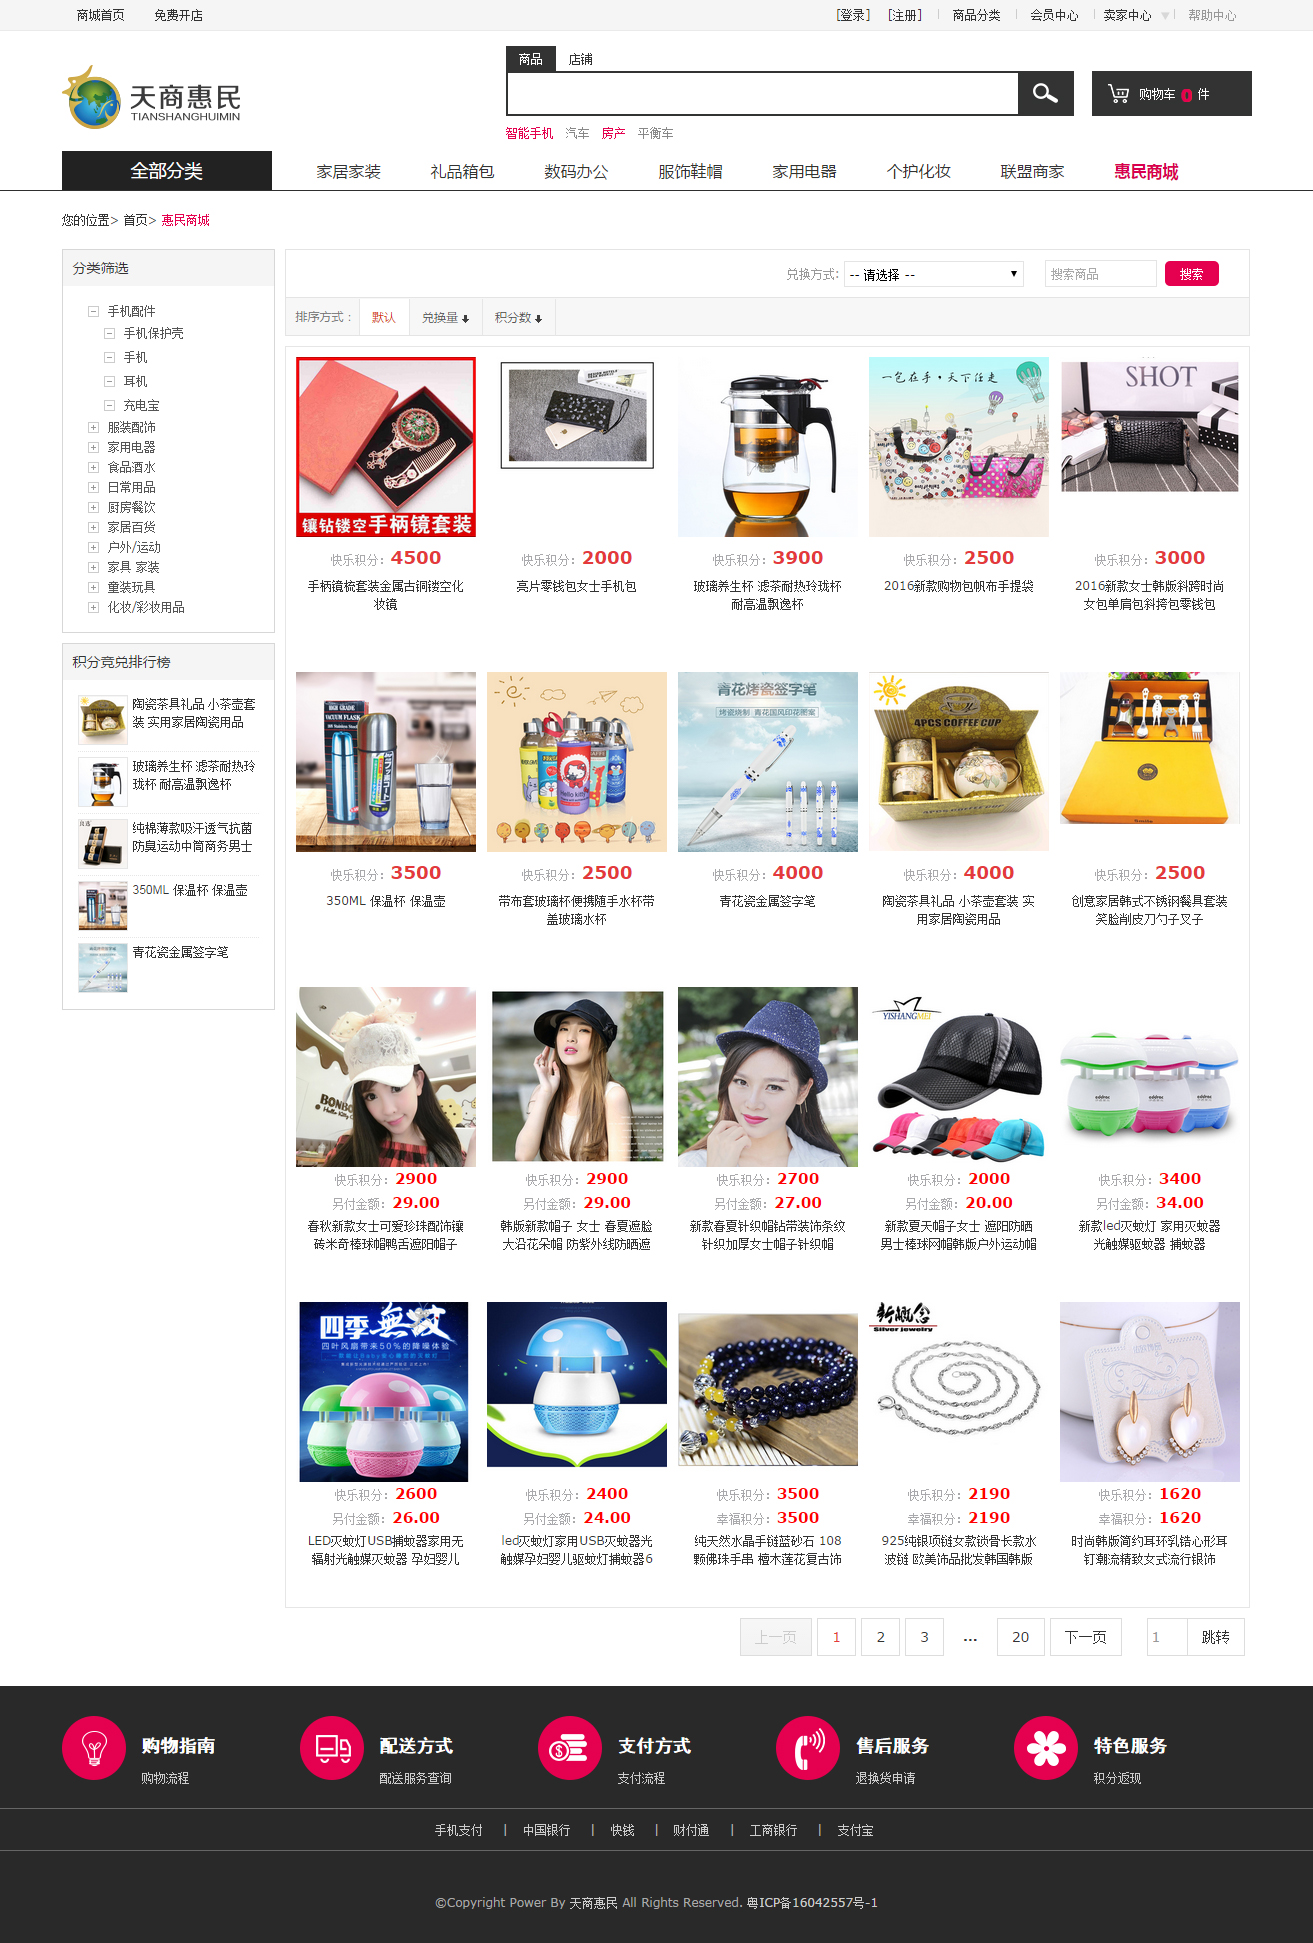 商城首页 免费开店 [登录] [注册] 商品分类 会员中心 卖家中心 帮助中心
商品 店铺
天商惠民
TIANSHANGHUIMIN
购物车 0 件
智能手机 汽车 房产 平衡车
全部分类 家居家装 礼品箱包 数码办公 服饰鞋帽 家用电器 个护化妆 联盟商家 惠民商城
您的位置> 首页> 惠民商城
分类筛选
手机配件
手机保护壳
手机
耳机
充电宝
服装配饰
家用电器
食品酒水
日常用品
厨房餐饮
家居百货
户外/运动
家具 家装
童装玩具
化妆/彩妆用品
积分竞兑排行榜
陶瓷茶具礼品 小茶壶套
装 实用家居陶瓷用品
玻璃养生杯 滤茶耐热玲
珑杯 耐高温飘逸杯
纯棉薄款吸汗透气抗菌
防臭运动中筒商务男士
350ML 保温杯 保温壶
青花瓷金属签字笔
兑换方式: -- 请选择 -- 搜索商品 搜索
排序方式： 默认 兑换量 积分数
镶钻镂空手柄镜套装
一包在手·天下任走
SHOT
快乐积分：4500 快乐积分：2000 快乐积分：3900 快乐积分：2500 快乐积分：3000
手柄镜梳套装金属古铜镂空化 亮片零钱包女士手机包 玻璃养生杯 滤茶耐热玲珑杯 2016新款购物包帆布手提袋 2016新款女士韩版斜跨时尚
妆镜 耐高温飘逸杯 女包单肩包斜挎包零钱包
HIGH GRADE
VACUUM FLASK
Hello kitty
青花烤瓷签字笔
烤瓷烧制 青花国风印花图案
4PCS COFFEE CUP
4PCS COFFEE CUP
Smile
快乐积分：3500 快乐积分：2500 快乐积分：4000 快乐积分：4000 快乐积分：2500
350ML 保温杯 保温壶 带布套玻璃杯便携随手水杯带 青花瓷金属签字笔 陶瓷茶具礼品 小茶壶套装 实 创意家居韩式不锈钢餐具套装
盖玻璃水杯 用家居陶瓷用品 笑脸削皮刀勺子叉子
YISHANGMEI
快乐积分：2900 快乐积分：2900 快乐积分：2700 快乐积分：2000 快乐积分：3400
另付金额：29.00 另付金额：29.00 另付金额：27.00 另付金额：20.00 另付金额：34.00
春秋新款女士可爱珍珠配饰镶 韩版新款帽子 女士 春夏遮脸 新款春夏针织帽钻带装饰条纹 新款夏天帽子女士 遮阳防晒 新款led灭蚊灯 家用灭蚊器
砖米奇棒球帽鸭舌遮阳帽子 大沿花朵帽 防紫外线防晒遮 针织加厚女士帽子针织帽 男士棒球网帽韩版户外运动帽 光触媒驱蚊器 捕蚊器
四季無蚊
四叶风扇带来50%的降噪体验
新概念
Silver jewelry
快乐积分：2600 快乐积分：2400 快乐积分：3500 快乐积分：2190 快乐积分：1620
另付金额：26.00 另付金额：24.00 幸福积分：3500 幸福积分：2190 幸福积分：1620
LED灭蚊灯USB捕蚊器家用无 led灭蚊灯家用USB灭蚊器光 纯天然水晶手链蓝砂石 108 925纯银项链女款锁骨长款水 时尚韩版简约耳环乳锆心形耳
辐射光触媒灭蚊器 孕妇婴儿 触媒孕妇婴儿驱蚊灯捕蚊器6 颗佛珠手串 檀木莲花复古饰 波链 欧美饰品批发韩国韩版 钉潮流精致女式流行银饰
上一页 1 2 3 ... 20 下一页 1 跳转
购物指南 配送方式 支付方式 售后服务 特色服务
购物流程 配送服务查询 支付流程 退换货申请 积分返现
手机支付 | 中国银行 | 快钱 | 财付通 | 工商银行 | 支付宝
©Copyright Power By 天商惠民 All Rights Reserved. 粤ICP备16042557号-1